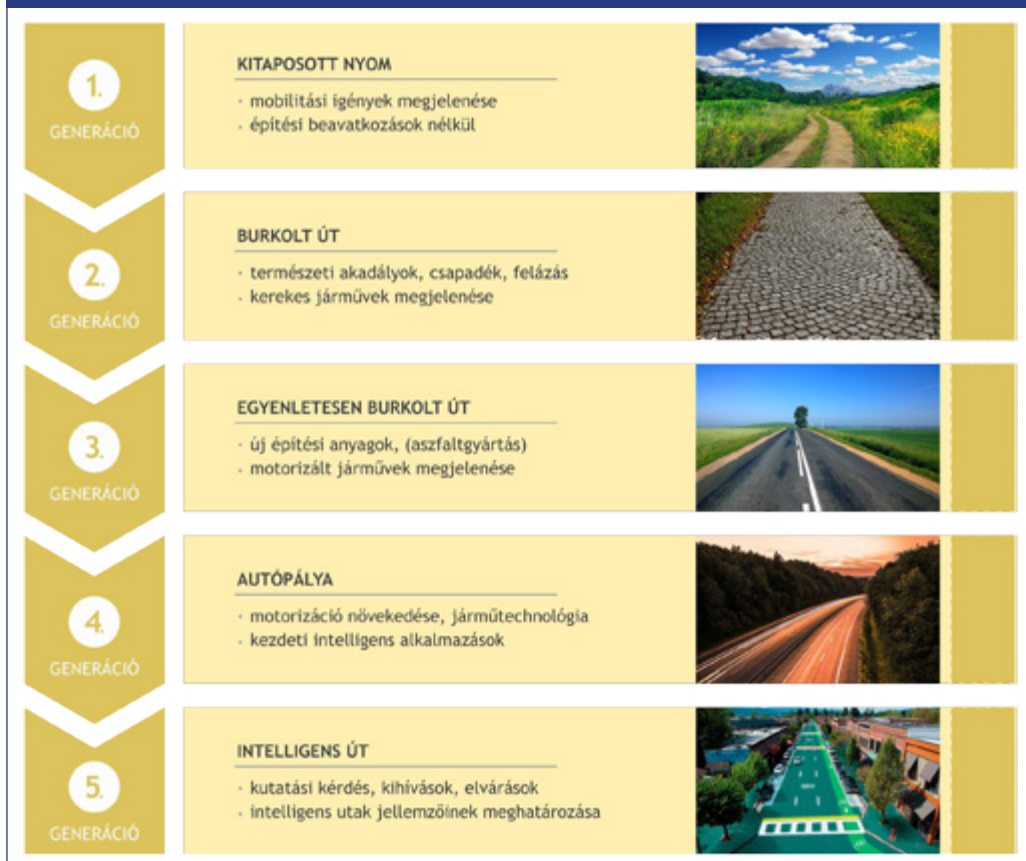 1.
GENERÁCIÓ
KITAPOSOTT NYOM
· mobilitási igények megjelenése
· építési beavatkozások nélkül
2.
GENERÁCIÓ
BURKOLT ÚT
· természeti akadályok, csapadék, felázás
· kerekes járművek megjelenése
3.
GENERÁCIÓ
EGYENLETESEN BURKOLT ÚT
· új építési anyagok, (aszfaltgyártás)
· motorizált járművek megjelenése
4.
GENERÁCIÓ
AUTÓPÁLYA
· motorizáció növekedése, járműtechnológia
· kezdeti intelligens alkalmazások
5.
GENERÁCIÓ
INTELLIGENS ÚT
· kutatási kérdés, kihívások, elvárások
· intelligens utak jellemzőinek meghatározása